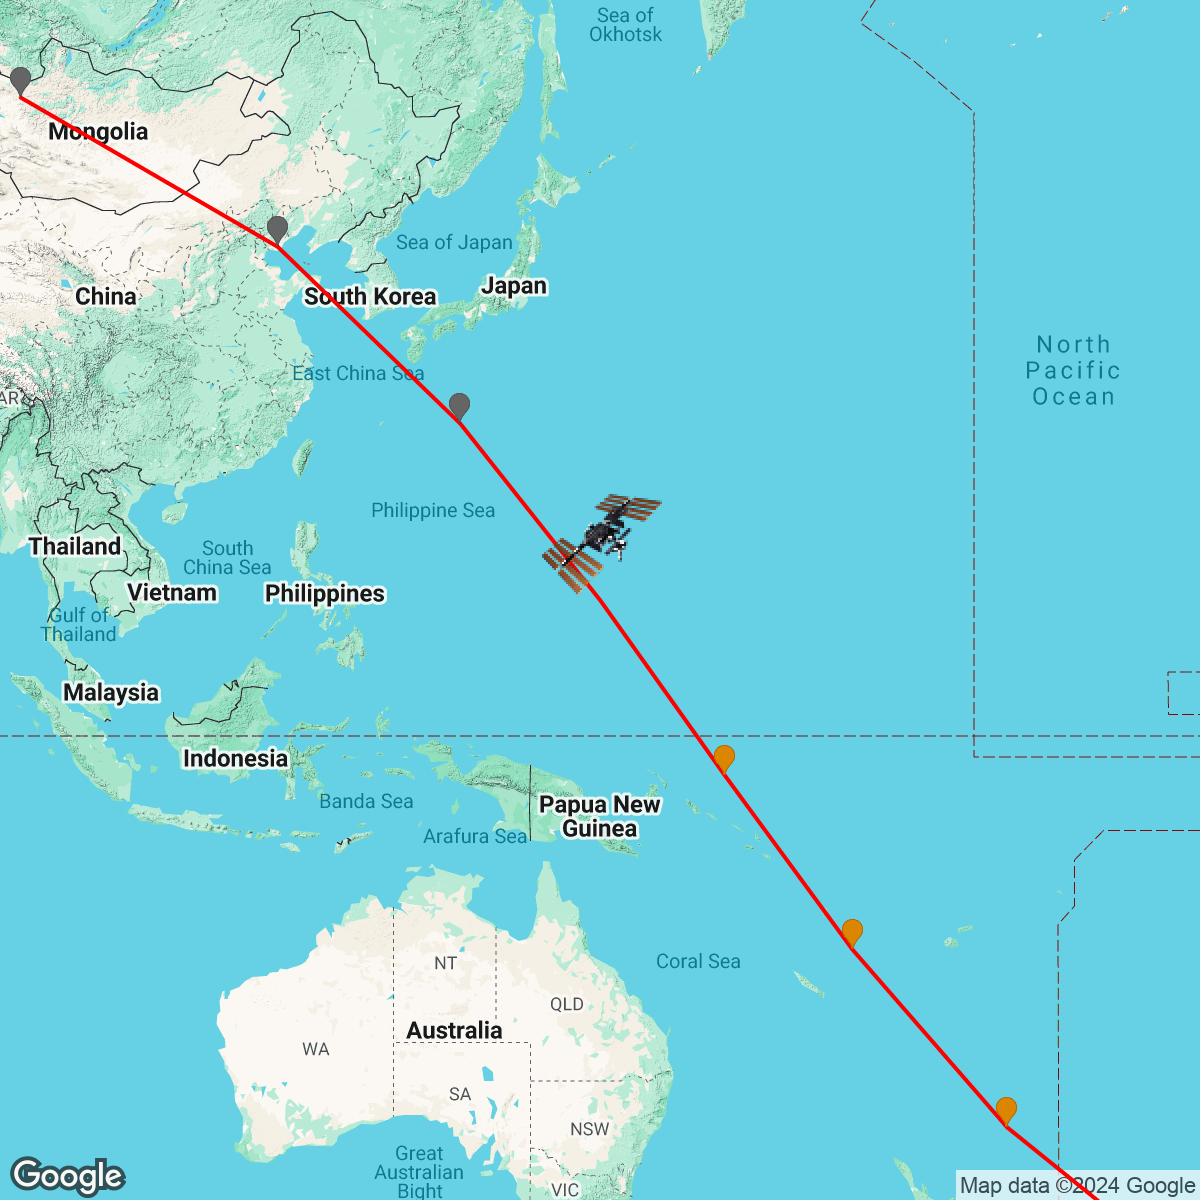 Sea of
Okhotsk
Mongolia
Sea of Japan
Japan
China
South Korea
North
Pacific
Ocean
East China Sea
AR
Philippine Sea
Thailand
South
China Sea
Vietnam
Philippines
Gulf of
Thailand
Malaysia
Indonesia
Banda Sea
Papua New
Guinea
Arafura Sea
Coral Sea
NT
QLD
Australia
WA
SA
NSW
Great
Australian
Bight
VIC
Google
Map data ©2024 Google